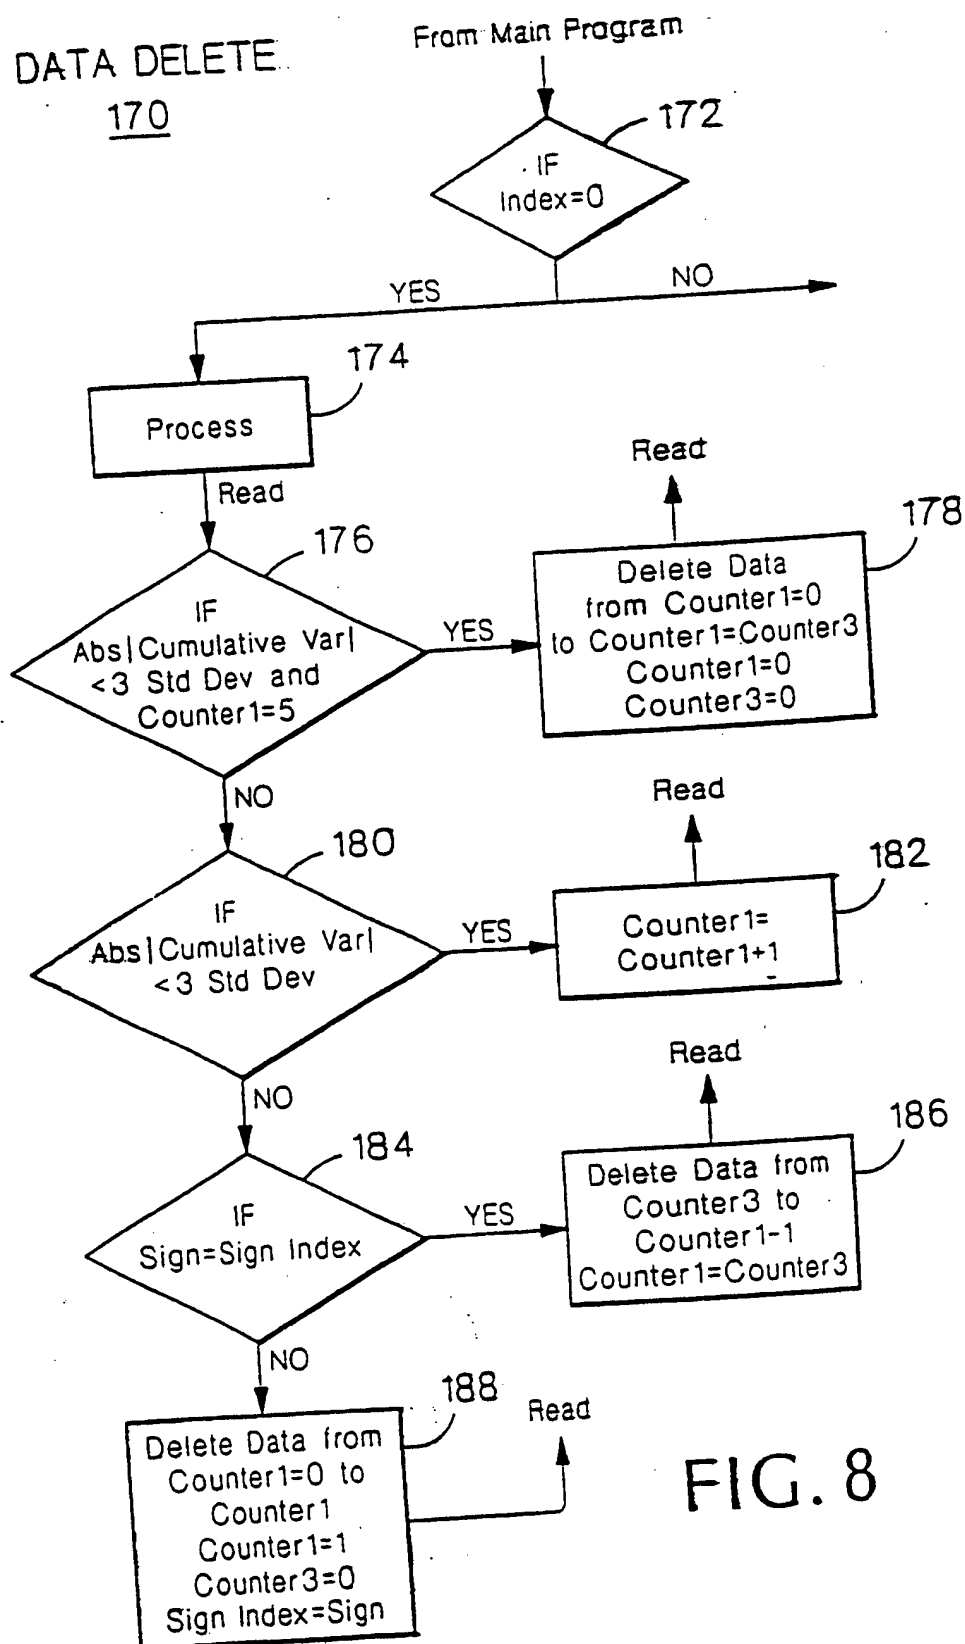 From Main Program
DATA DELETE
170
172
IF
Index=0
YES
NO
174
Process
Read
Read
176
178
IF
Abs|Cumulative Var|
<3 Std Dev and
Counter1=5
YES
Delete Data
from Counter1=0
to Counter1=Counter3
Counter1=0
Counter3=0
NO
Read
180
182
IF
Abs|Cumulative Var|
<3 Std Dev
YES
Counter1=
Counter1+1
NO
Read
184
186
IF
Sign=Sign Index
YES
Delete Data from
Counter3 to
Counter1-1
Counter1=Counter3
NO
188
Read
Delete Data from
Counter1=0 to
Counter1
Counter1=1
Counter3=0
Sign Index=Sign
FIG. 8